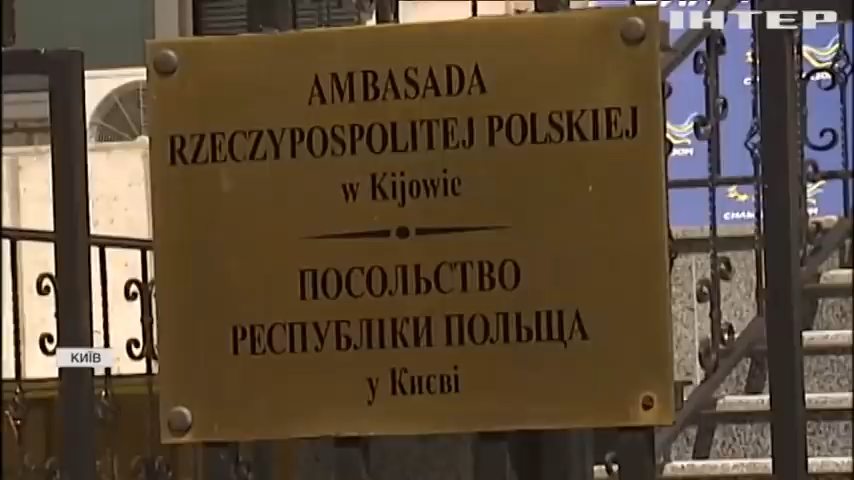 ІНТЕР
AMBASADA
RZECZYPOSPOLITEJ POLSKIEJ
w Kijowie
ПОСОЛЬСТВО
РЕСПУБЛІКИ ПОЛЬЩА
у Києві
КИЇВ